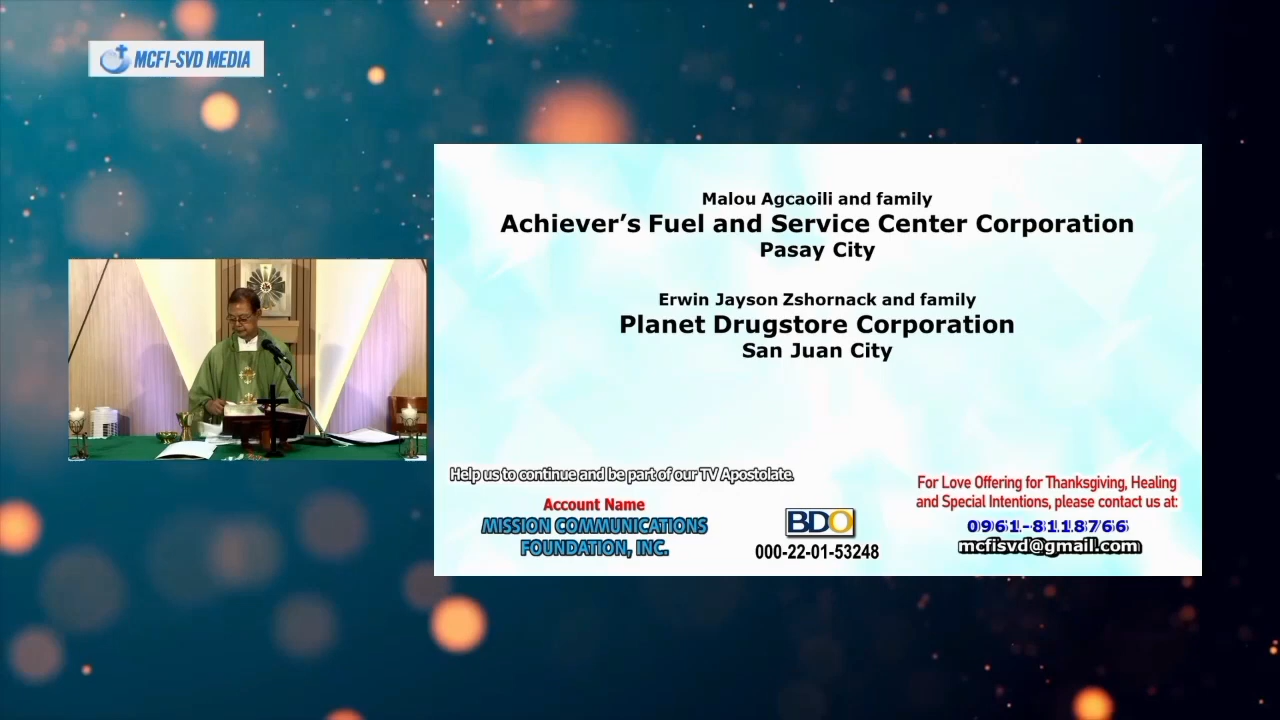 MCFI-SVD MEDIA
Malou Agcaoili and family
Achiever’s Fuel and Service Center Corporation
Pasay City
Erwin Jayson Zshornack and family
Planet Drugstore Corporation
San Juan City
Help us to continue and be part of our TV Apostolate.
Account Name
MISSION COMMUNICATIONS
FOUNDATION, INC.
BDO
000-22-01-53248
For Love Offering for Thanksgiving, Healing
and Special Intentions, please contact us at:
0961-8118766
mcfisvd@gmail.com